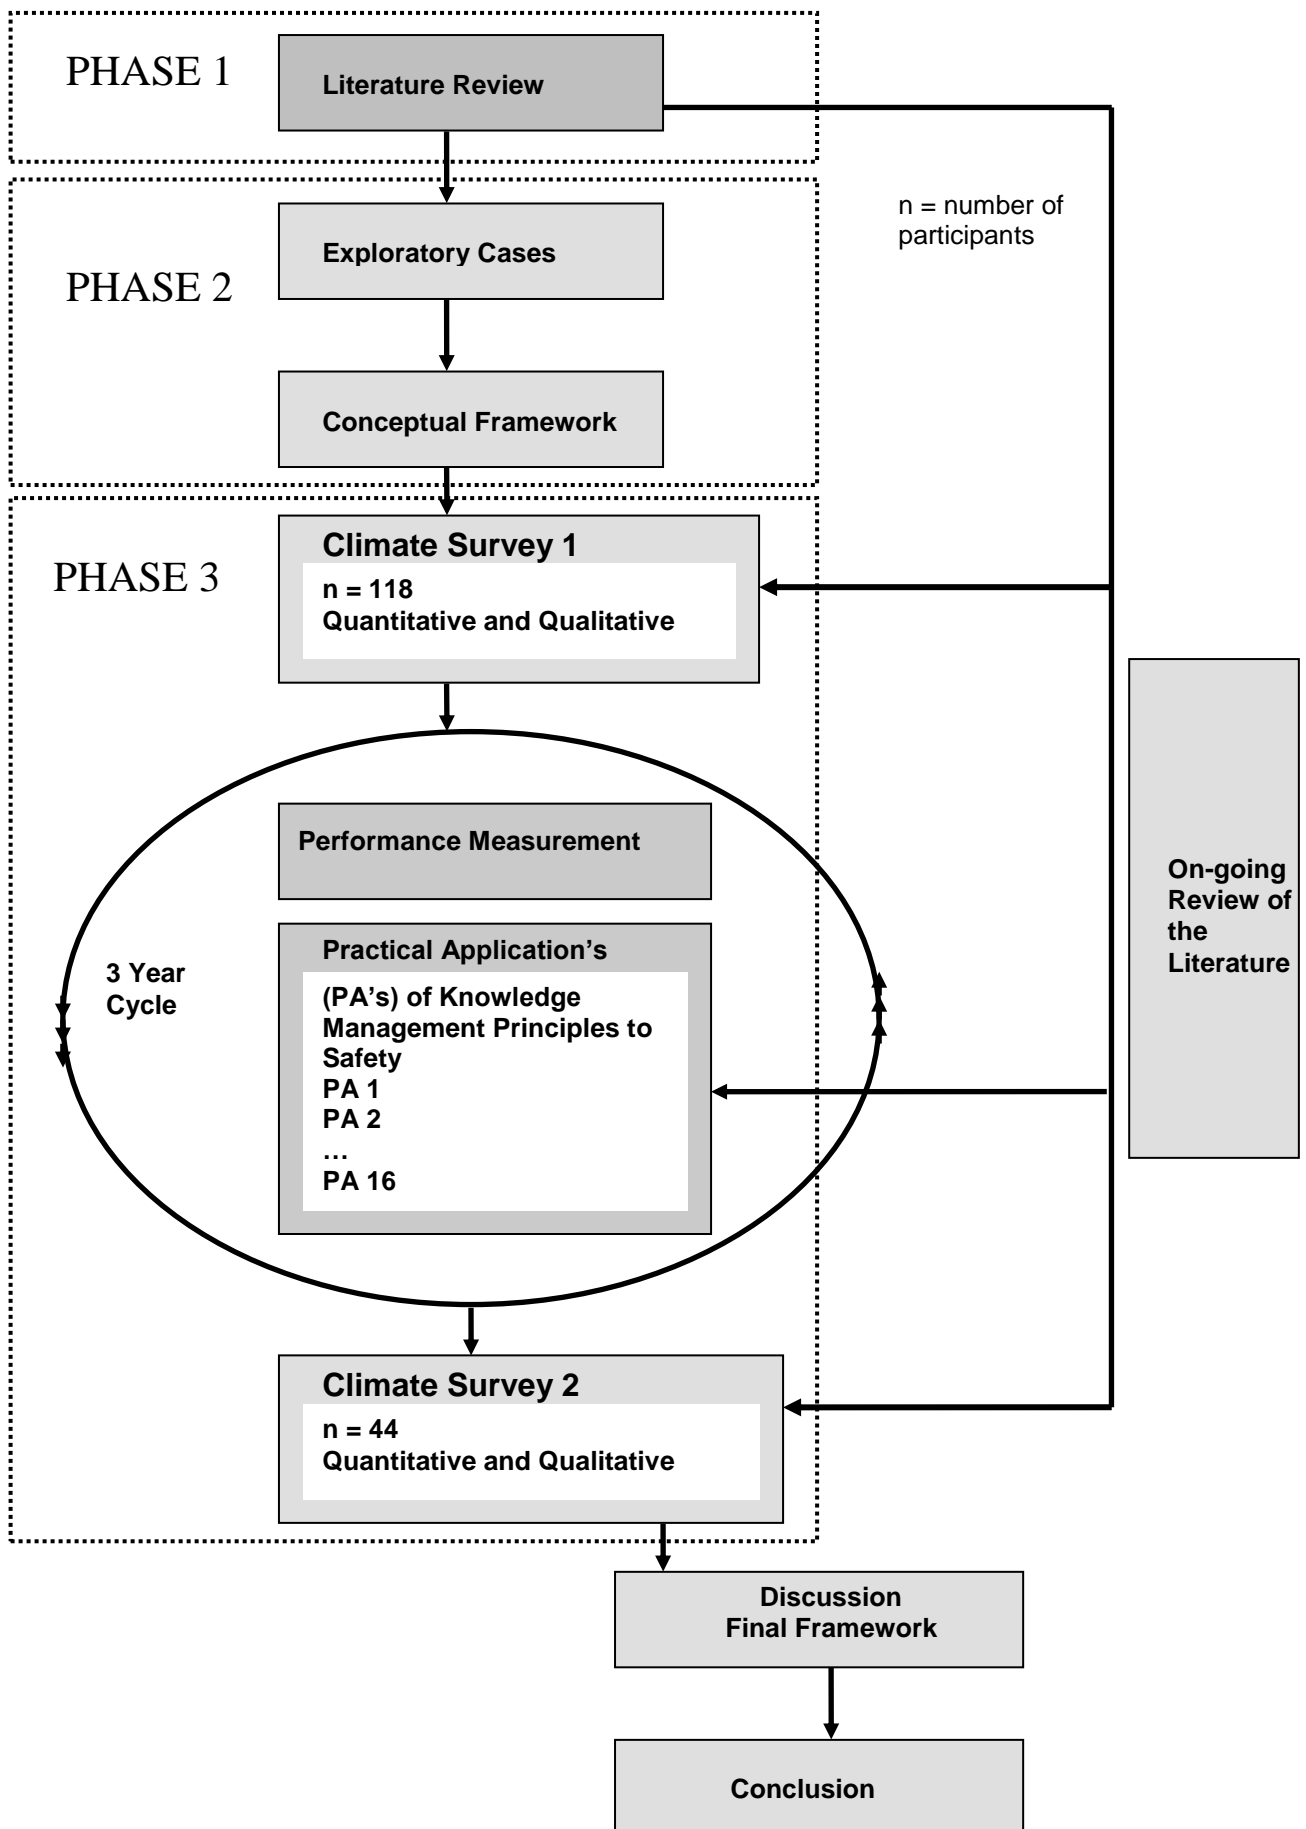 PHASE 1
Literature Review
n = number of
participants
PHASE 2
Exploratory Cases
Conceptual Framework
PHASE 3
Climate Survey 1
n = 118
Quantitative and Qualitative
Performance Measurement
3 Year
Cycle
Practical Application’s
(PA’s) of Knowledge
Management Principles to
Safety
PA 1
PA 2
…
PA 16
On-going
Review of
the
Literature
Climate Survey 2
n = 44
Quantitative and Qualitative
Discussion
Final Framework
Conclusion